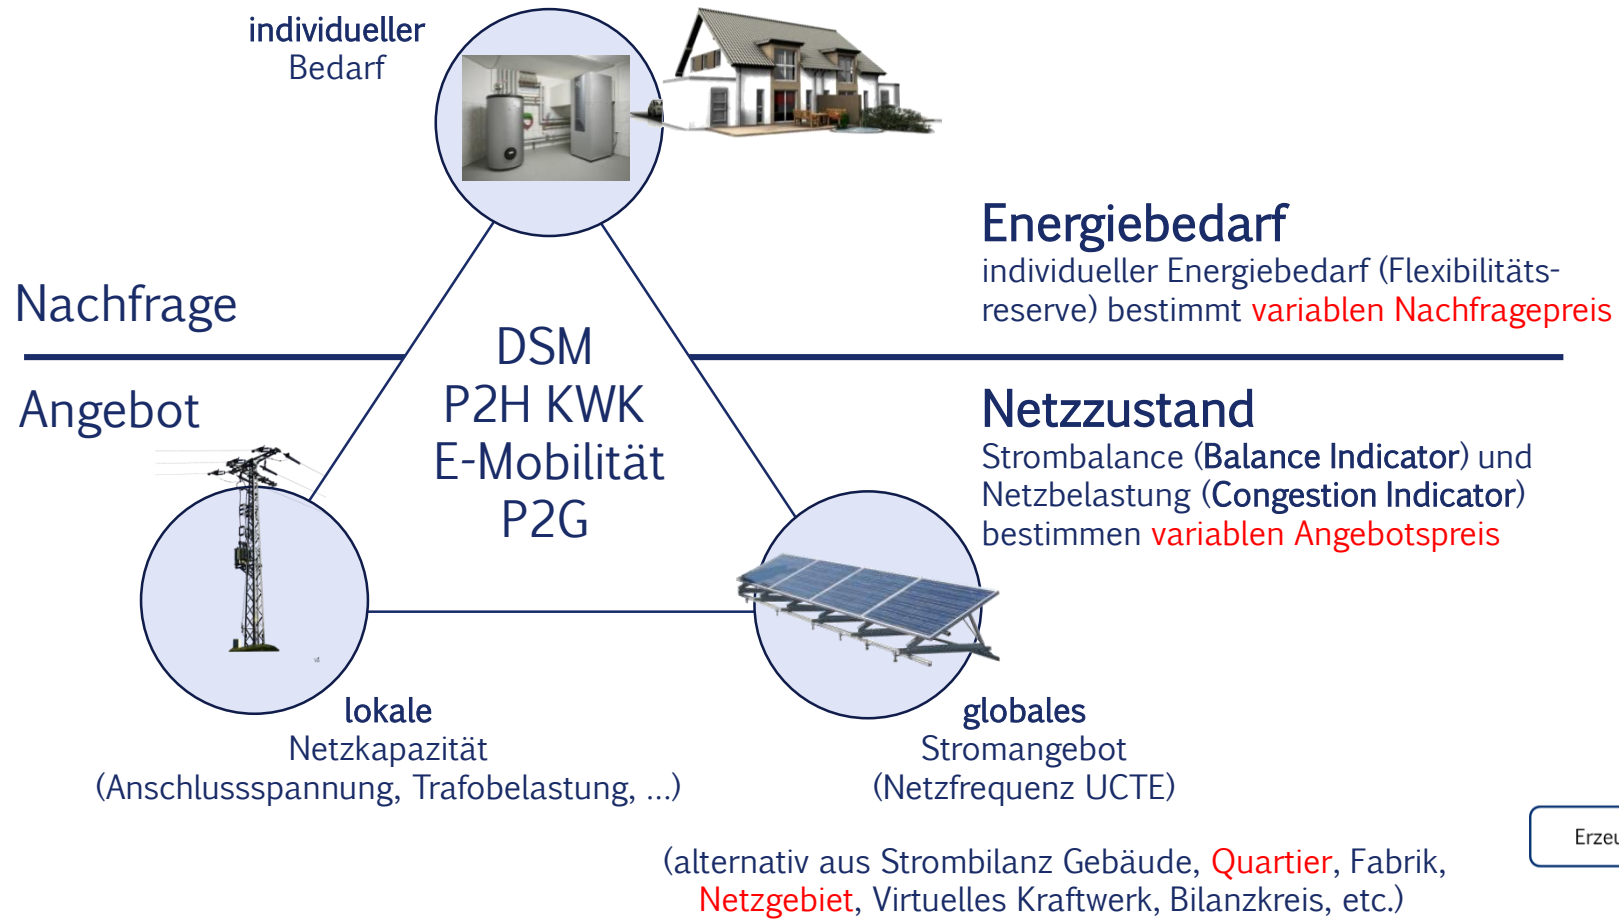 individueller
Bedarf
Energiebedarf
individueller Energiebedarf (Flexibilitäts-
reserve) bestimmt variablen Nachfragepreis
Nachfrage
Angebot
DSM
P2H KWK
E-Mobilität
P2G
Netzzustand
Strombalance (Balance Indicator) und
Netzbelastung (Congestion Indicator)
bestimmen variablen Angebotspreis
lokale
Netzkapazität
(Anschlussspannung, Trafobelastung, ...)
globales
Stromangebot
(Netzfrequenz UCTE)
(alternativ aus Strombilanz Gebäude, Quartier, Fabrik,
Netzgebiet, Virtuelles Kraftwerk, Bilanzkreis, etc.)